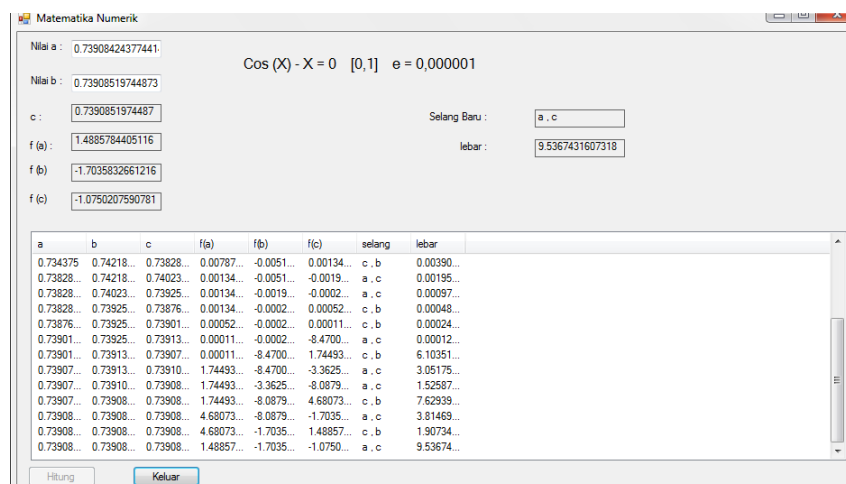 Matematika Numerik
Nilai a : 0.73908424377441
Cos (X) - X = 0 [0,1] e = 0,000001
Nilai b : 0.73908519744873
c : 0.7390851974487 Selang Baru : a , c
f (a) : 1.4885784405116 lebar : 9.5367431607318
f (b) -1.7035832661216
f (c) -1.0750207590781
a b c f(a) f(b) f(c) selang lebar
0.734375 0.74218... 0.73828... 0.00787... -0.0051... 0.00134... c , b 0.00390...
0.73828... 0.74218... 0.74023... 0.00134... -0.0051... -0.0019... a , c 0.00195...
0.73828... 0.74023... 0.73925... 0.00134... -0.0019... -0.0002... a , c 0.00097...
0.73828... 0.73925... 0.73876... 0.00134... -0.0002... 0.00052... c , b 0.00048...
0.73876... 0.73925... 0.73901... 0.00052... -0.0002... 0.00011... c , b 0.00024...
0.73901... 0.73925... 0.73913... 0.00011... -0.0002... -8.4700... a , c 0.00012...
0.73901... 0.73913... 0.73907... 0.00011... -8.4700... 1.74493... c , b 6.10351...
0.73907... 0.73913... 0.73910... 1.74493... -8.4700... -3.3625... a , c 3.05175...
0.73907... 0.73910... 0.73908... 1.74493... -3.3625... -8.0879... a , c 1.52587...
0.73907... 0.73908... 0.73908... 1.74493... -8.0879... 4.68073... c , b 7.62939...
0.73908... 0.73908... 0.73908... 4.68073... -8.0879... -1.7035... a , c 3.81469...
0.73908... 0.73908... 0.73908... 4.68073... -1.7035... 1.48857... c , b 1.90734...
0.73908... 0.73908... 0.73908... 1.48857... -1.7035... -1.0750... a , c 9.53674...
Hitung Keluar